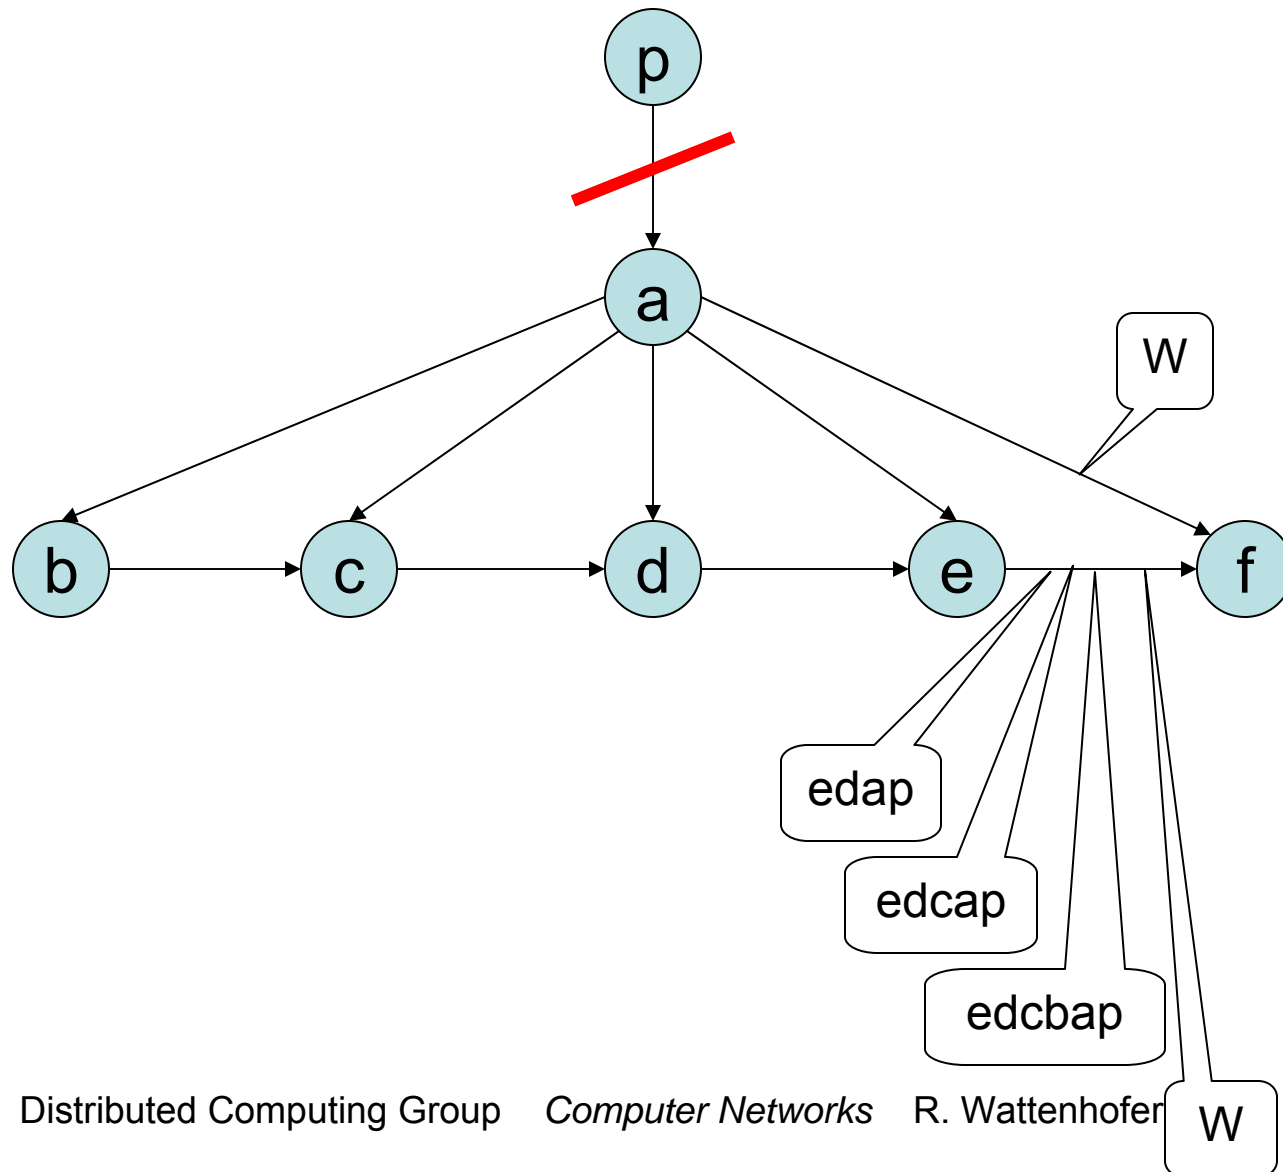 p
a
W
b c d e f
edap
edcap
edcbap
Distributed Computing Group Computer Networks R. Wattenhofer
W